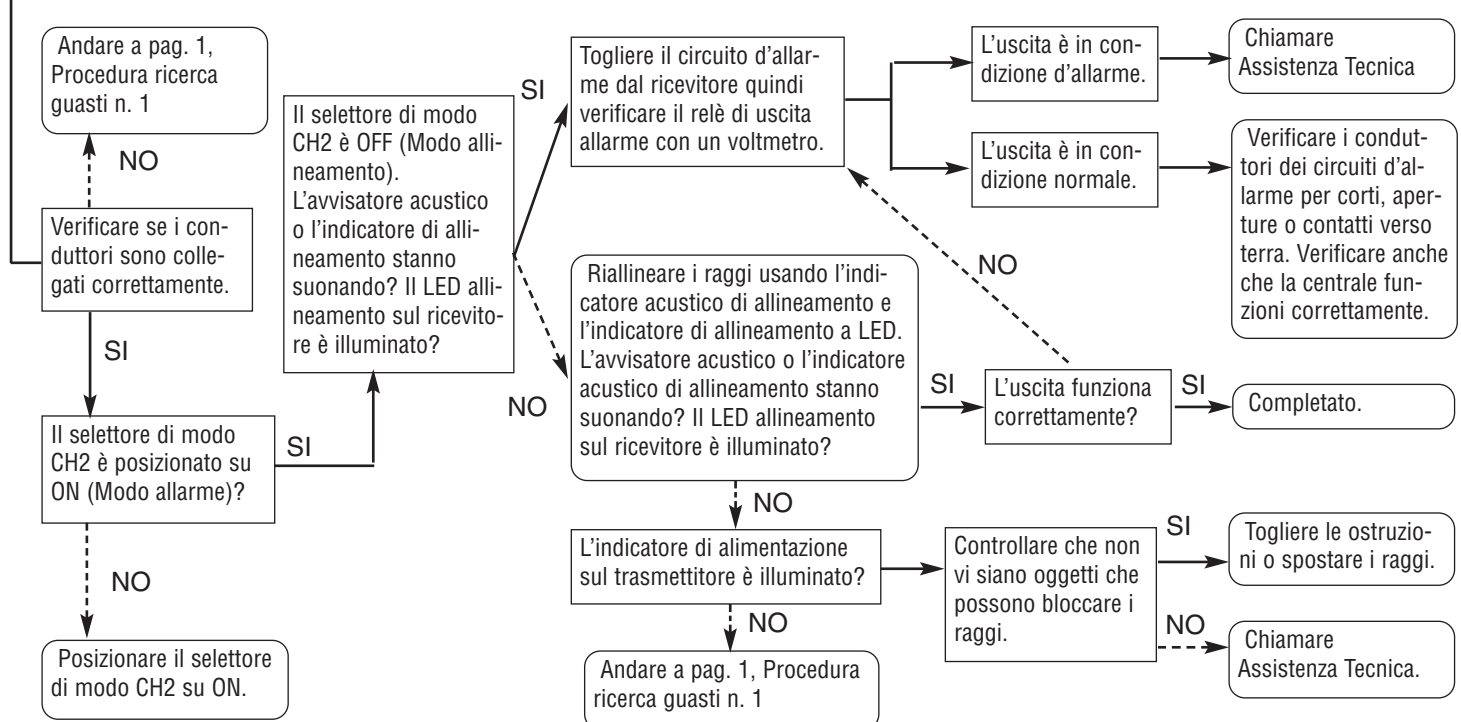 Andare a pag. 1,
Procedura ricerca
guasti n. 1
NO
Verificare se i con-
duttori sono colle-
gati correttamente.
SI
Il selettore di modo
CH2 è posizionato su
ON (Modo allarme)?
SI
NO
Posizionare il selettore
di modo CH2 su ON.
Il selettore di modo
CH2 è OFF (Modo alli-
neamento).
L'avvisatore acustico
o l'indicatore di alli-
neamento stanno
suonando? Il LED alli-
neamento sul ricevito-
re è illuminato?
SI
NO
Togliere il circuito d'allar-
me dal ricevitore quindi
verificare il relè di uscita
allarme con un voltmetro.
L'uscita è in con-
dizione d'allarme.
Chiamare
Assistenza Tecnica
L'uscita è in con-
dizione normale.
Verificare i condut-
tori dei circuiti d'al-
larme per corti, aper-
ture o contatti verso
terra. Verificare anche
che la centrale fun-
zioni correttamente.
NO
Riallineare i raggi usando l'indi-
catore acustico di allineamento e
l'indicatore di allineamento a LED.
L'avvisatore acustico o l'indicatore
acustico di allineamento stanno
suonando? Il LED allineamento
sul ricevitore è illuminato?
SI
L'uscita funziona
correttamente?
SI
Completato.
NO
L'indicatore di alimentazione
sul trasmettitore è illuminato?
NO
Andare a pag. 1, Procedura
ricerca guasti n. 1
Controllare che non
vi siano oggetti che
possono bloccare i
raggi.
SI
Togliere le ostruzio-
ni o spostare i raggi.
NO
Chiamare
Assistenza Tecnica.